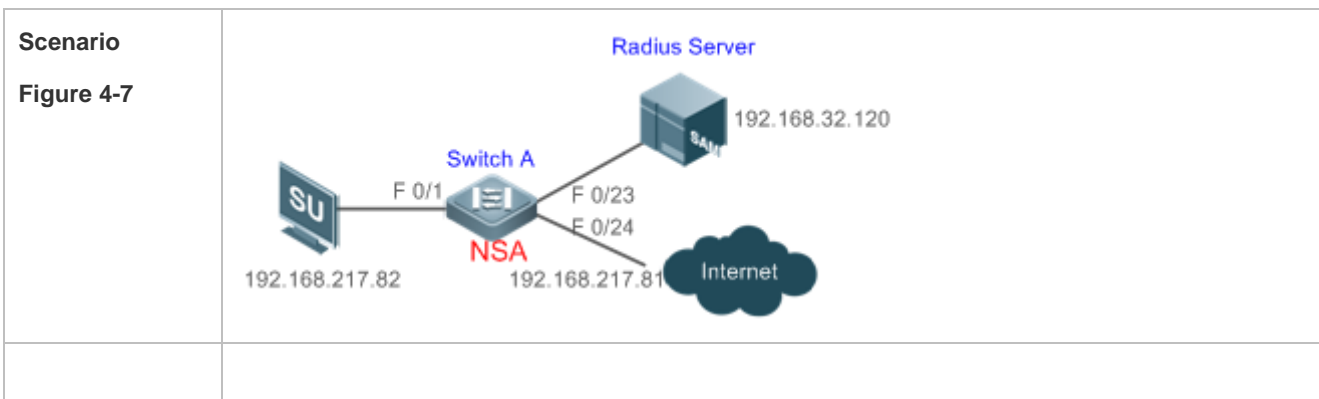 Scenario
Figure 4-7
Radius Server
192.168.32.120
SAM
Switch A
F 0/1
F 0/23
SU
F 0/24
NSA
192.168.217.82
192.168.217.81
Internet